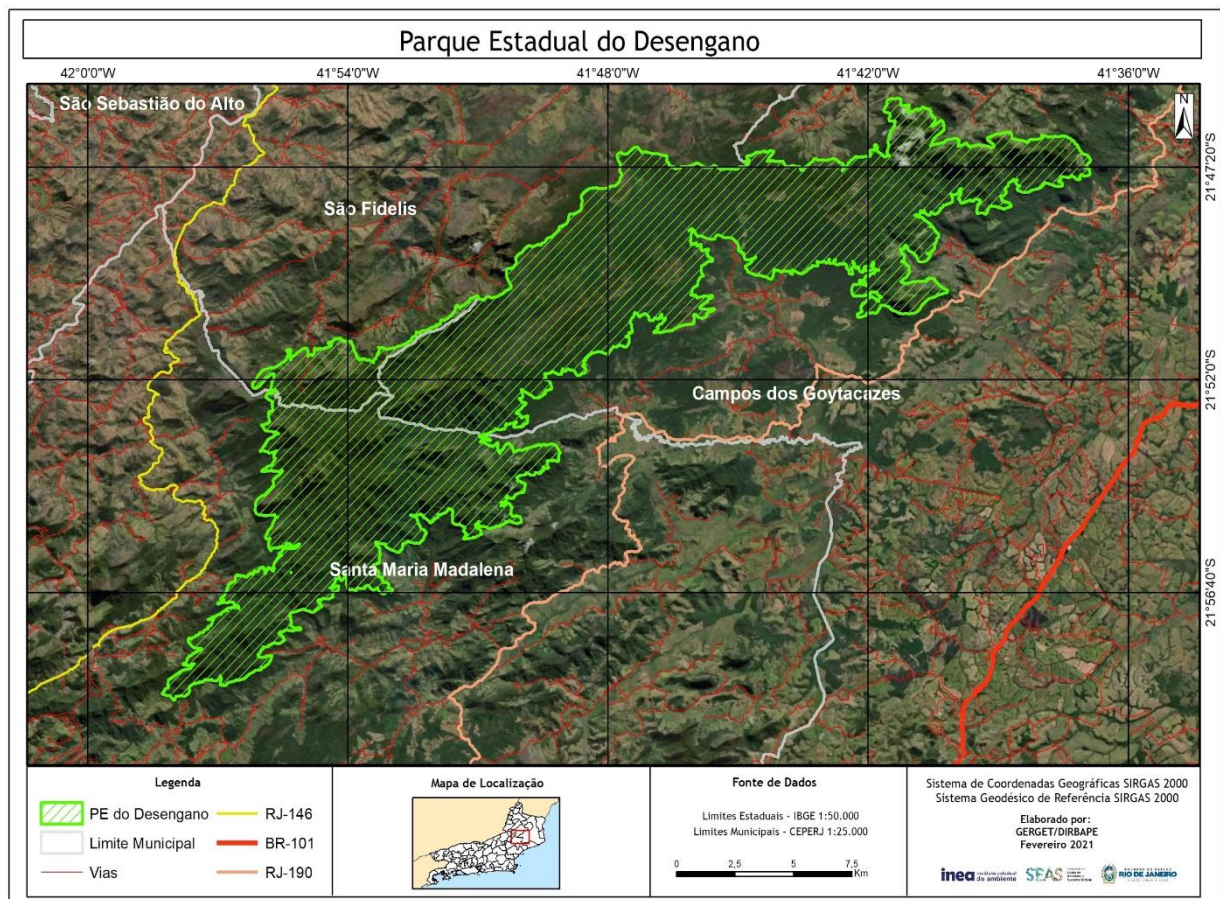 Parque Estadual do Desengano
42°0'0"W
41°54'0"W
41°48'0"W
41°42'0"W
41°36'0"W
São Sebastião do Alto
N
21°47'20"S
São Fidelis
21°52'0"S
Campos dos Goytacazes
Santa Maria Madalena
21°56'40"S
Legenda
PE do Desengano
Limite Municipal
Vias
RJ-146
BR-101
RJ-190
Mapa de Localização
Fonte de Dados
Limites Estaduais - IBGE 1:50.000
Limites Municipais - CEPERJ 1:25.000
0 2,5 5 7,5
Km
Sistema de Coordenadas Geográficas SIRGAS 2000
Sistema Geodésico de Referência SIRGAS 2000
Elaborado por:
GERGET/DIRBAPE
Fevereiro 2021
inea instituto estadual do ambiente
SEAS
RIO DE JANEIRO